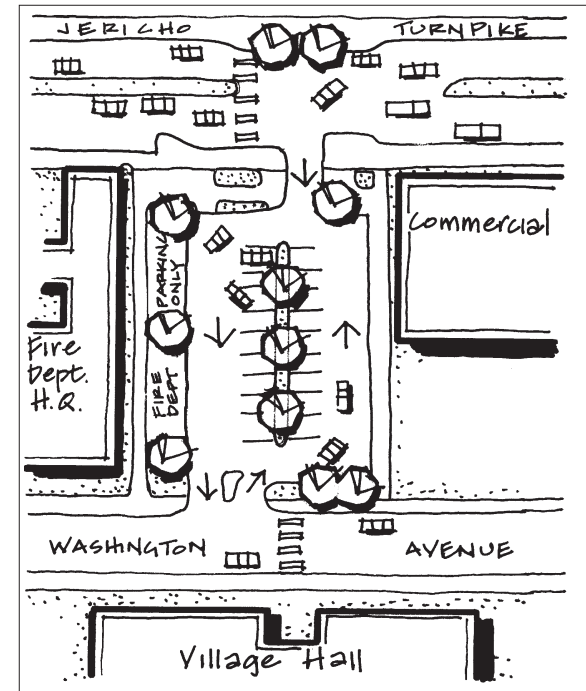 JERICHO TURNPIKE
Commercial
PARKING
ONLY
FIRE
DEPT
Fire
Dept.
H.Q.
WASHINGTON AVENUE
Village Hall